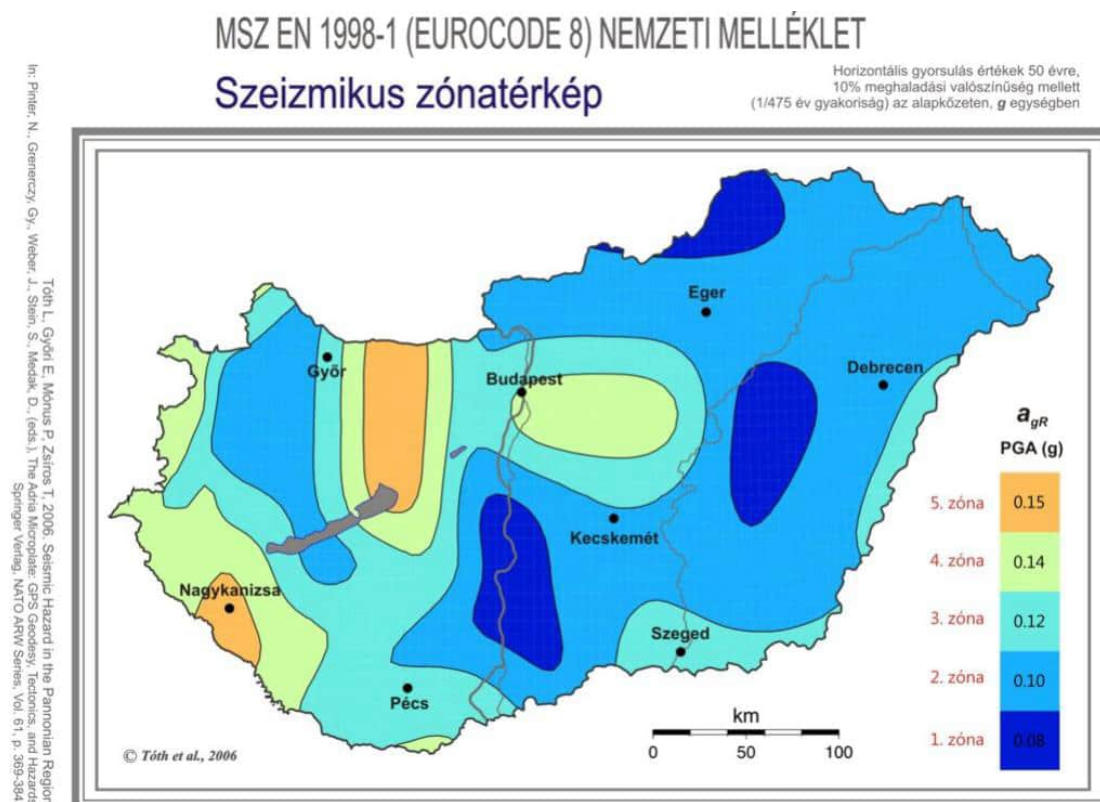 MSZ EN 1998-1 (EUROCODE 8) NEMZETI MELLÉKLET
Szeizmikus zónatérkép
Horizontális gyorsulás értékek 50 évre,
10% meghaladási valószínűség mellett
(1/475 év gyakoriság) az alapkőzeten, g egységben
Tóth L, Győri E, Mónus P, Zsiros T, 2006. Seismic Hazard in the Pannonian Region
In: Pinter, N., Grenerczy, Gy., Weber, J., Stein, S., Medak, D., (eds.), The Adria Microplate: GPS Geodesy, Tectonics, and Hazards
Springer Verlag, NATO ARW Series, Vol. 61, p. 369-384
Eger
Győr
Budapest
Debrecen
Kecskemét
Nagykanizsa
Szeged
Pécs
agR
PGA (g)
5. zóna 0.15
4. zóna 0.14
3. zóna 0.12
2. zóna 0.10
1. zóna 0.08
km
0 50 100
© Tóth et al., 2006